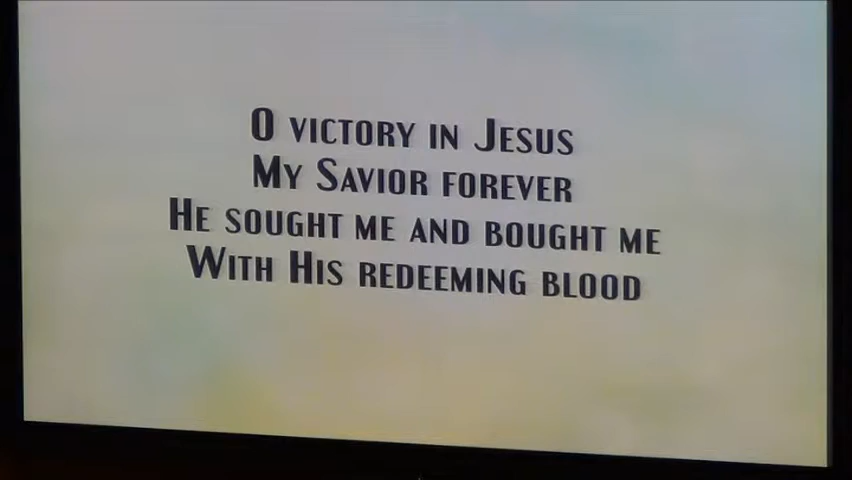 O VICTORY IN JESUS
MY SAVIOR FOREVER
HE SOUGHT ME AND BOUGHT ME
WITH HIS REDEEMING BLOOD